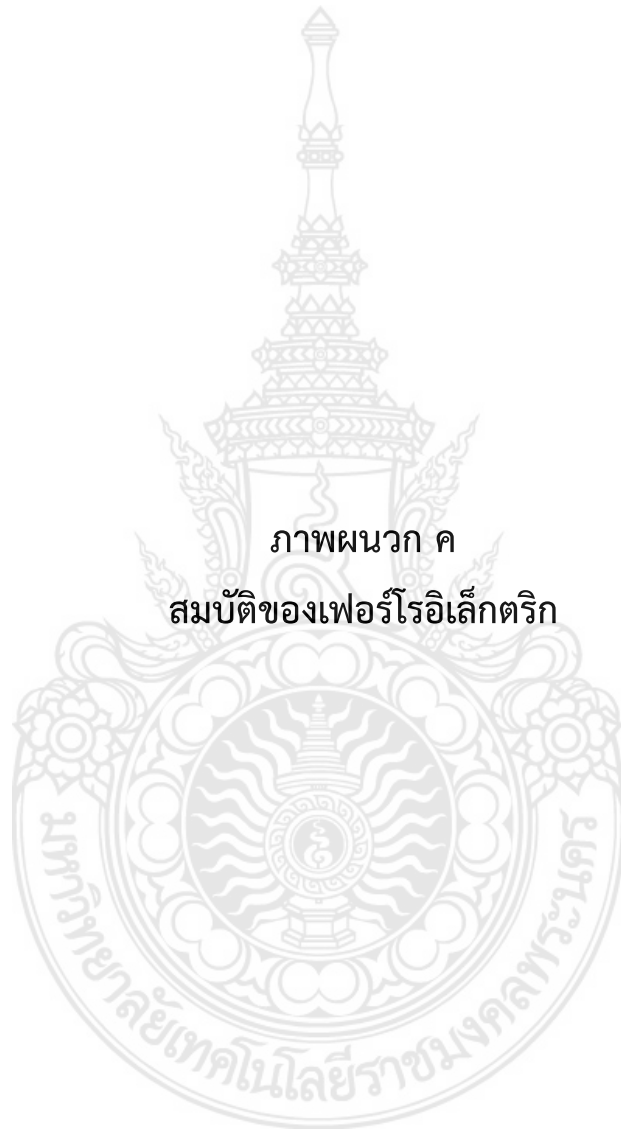 ภาพผนวก ค
สมบัติของเฟอร์โรอิเล็กตริก
มหาวิทยาลัยเทคโนโลยีราชมงคลพระนคร